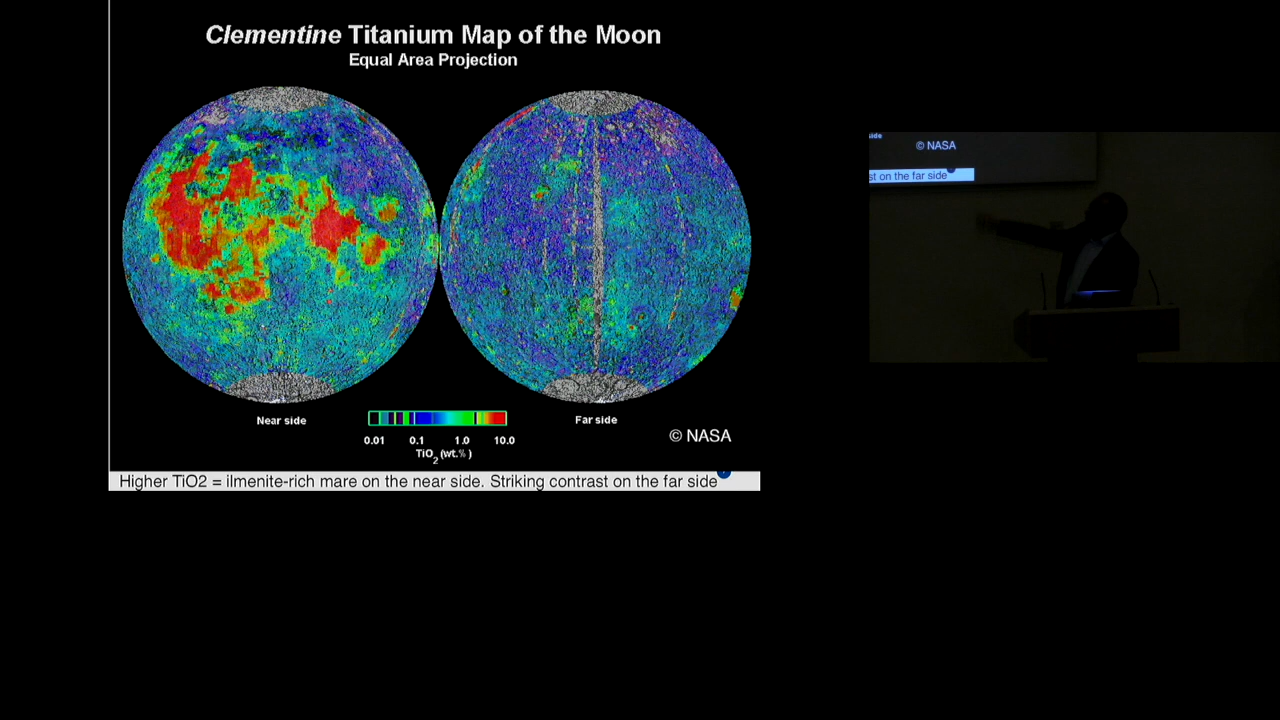 Clementine Titanium Map of the Moon
Equal Area Projection
Near side
Far side
0.01 0.1 1.0 10.0
TiO2 (wt.%)
© NASA
Higher TiO2 = ilmenite-rich mare on the near side. Striking contrast on the far side
side
© NASA
st on the far side